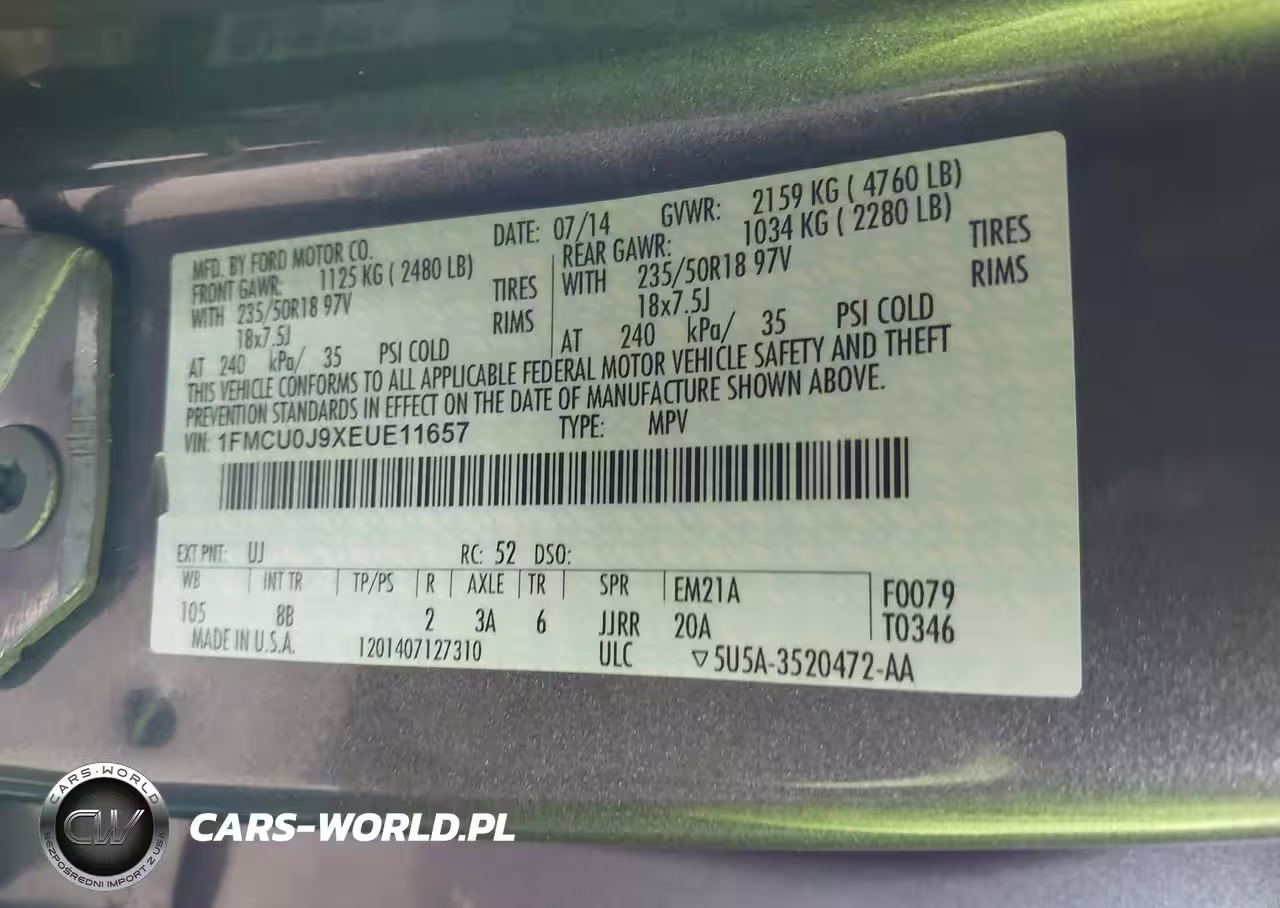 MFD. BY FORD MOTOR CO. DATE: 07/14 GVWR: 2159 KG ( 4760 LB)
FRONT GAWR: 1125 KG ( 2480 LB) REAR GAWR: 1034 KG ( 2280 LB)
WITH 235/50R18 97V TIRES WITH 235/50R18 97V TIRES
18x7.5J RIMS 18x7.5J RIMS
AT 240 kPa/ 35 PSI COLD AT 240 kPa/ 35 PSI COLD
THIS VEHICLE CONFORMS TO ALL APPLICABLE FEDERAL MOTOR VEHICLE SAFETY AND THEFT
PREVENTION STANDARDS IN EFFECT ON THE DATE OF MANUFACTURE SHOWN ABOVE.
VIN: 1FMCU0J9XEUE11657 TYPE: MPV
EXT PNT: UJ RC: 52 DSO:
WB INT TR TP/PS R AXLE TR SPR EM21A F0079
105 8B 2 3A 6 JJRR 20A T0346
MADE IN U.S.A. 1201407127310 ULC ▽5U5A-3520472-AA
CARS-WORLD
CW
BEZPOŚREDNI IMPORT Z USA
CARS-WORLD.PL